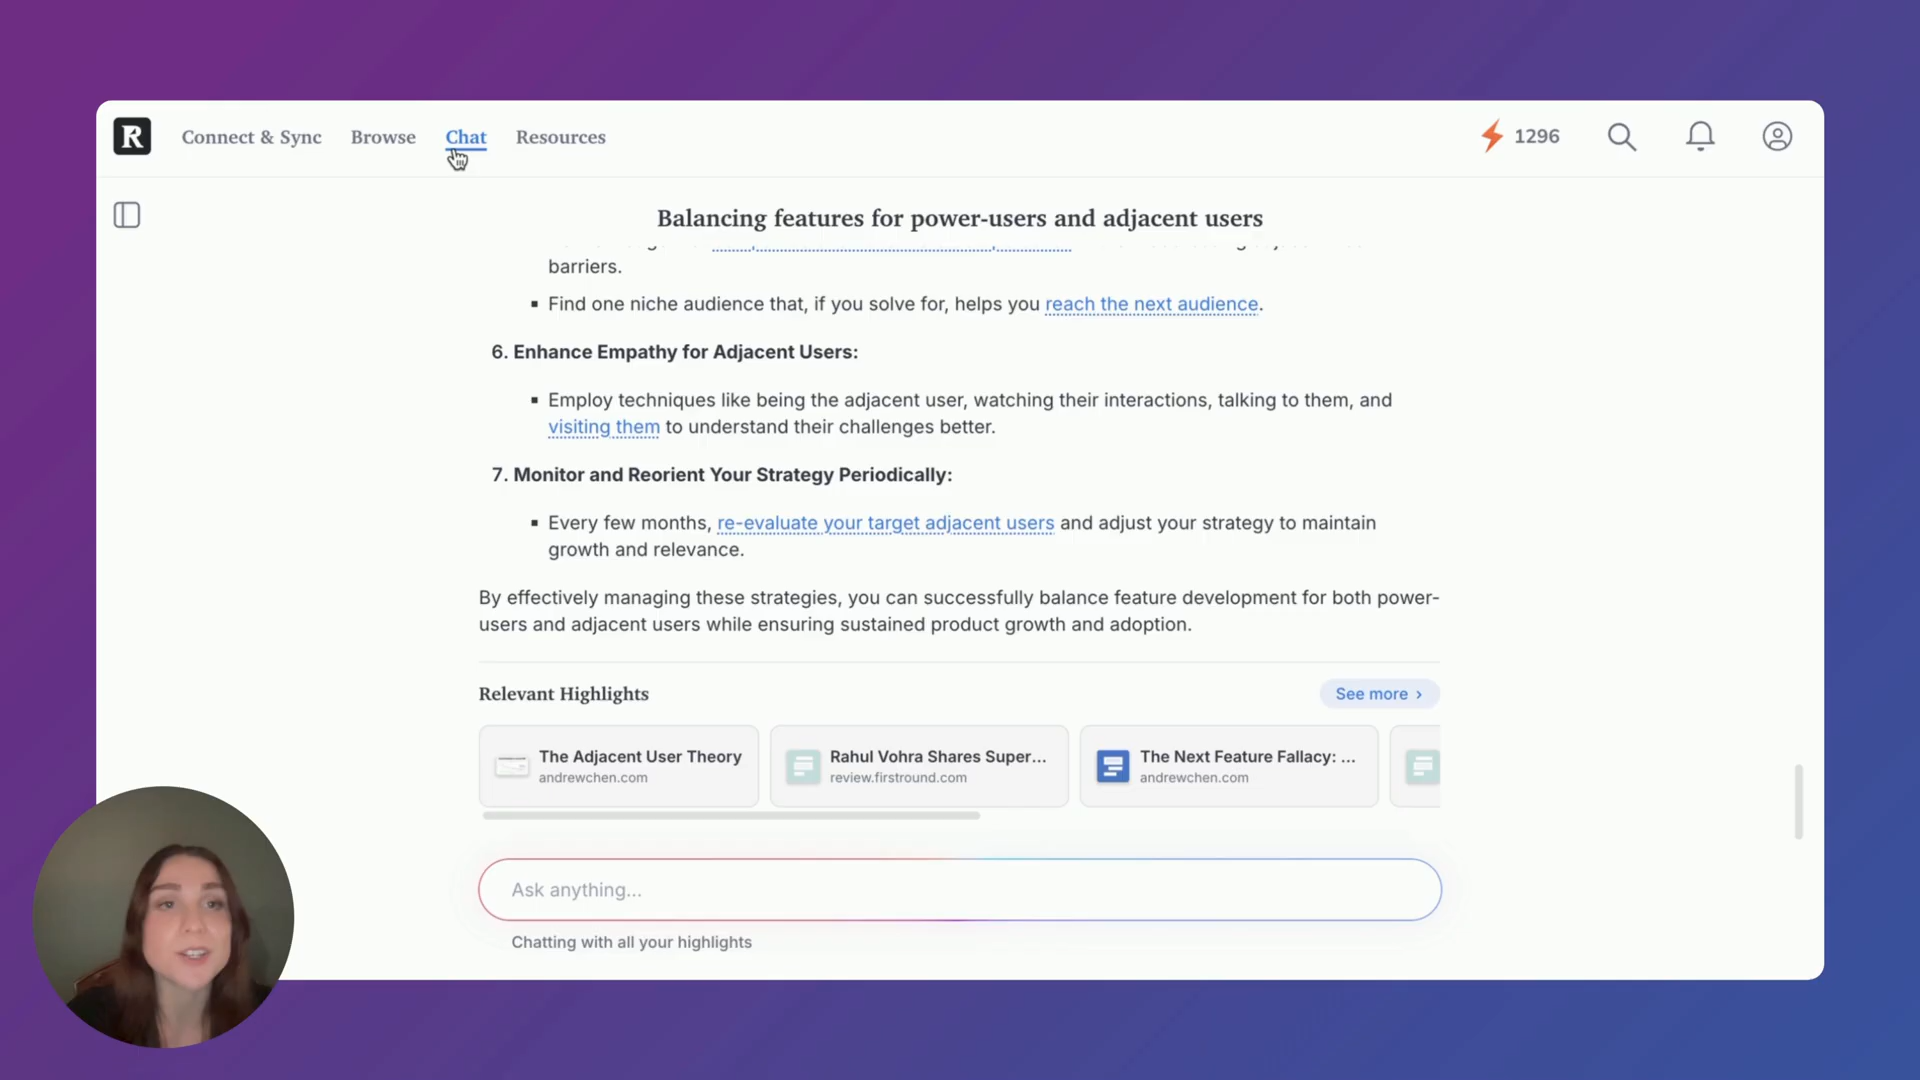 R Connect & Sync Browse Chat Resources 1296
Balancing features for power-users and adjacent users
barriers.
▪ Find one niche audience that, if you solve for, helps you reach the next audience.
6. Enhance Empathy for Adjacent Users:
▪ Employ techniques like being the adjacent user, watching their interactions, talking to them, and
visiting them to understand their challenges better.
7. Monitor and Reorient Your Strategy Periodically:
▪ Every few months, re-evaluate your target adjacent users and adjust your strategy to maintain
growth and relevance.
By effectively managing these strategies, you can successfully balance feature development for both power-
users and adjacent users while ensuring sustained product growth and adoption.
Relevant Highlights See more ›
The Adjacent User Theory
andrewchen.com
Rahul Vohra Shares Super...
review.firstround.com
The Next Feature Fallacy: ...
andrewchen.com
Ask anything...
Chatting with all your highlights